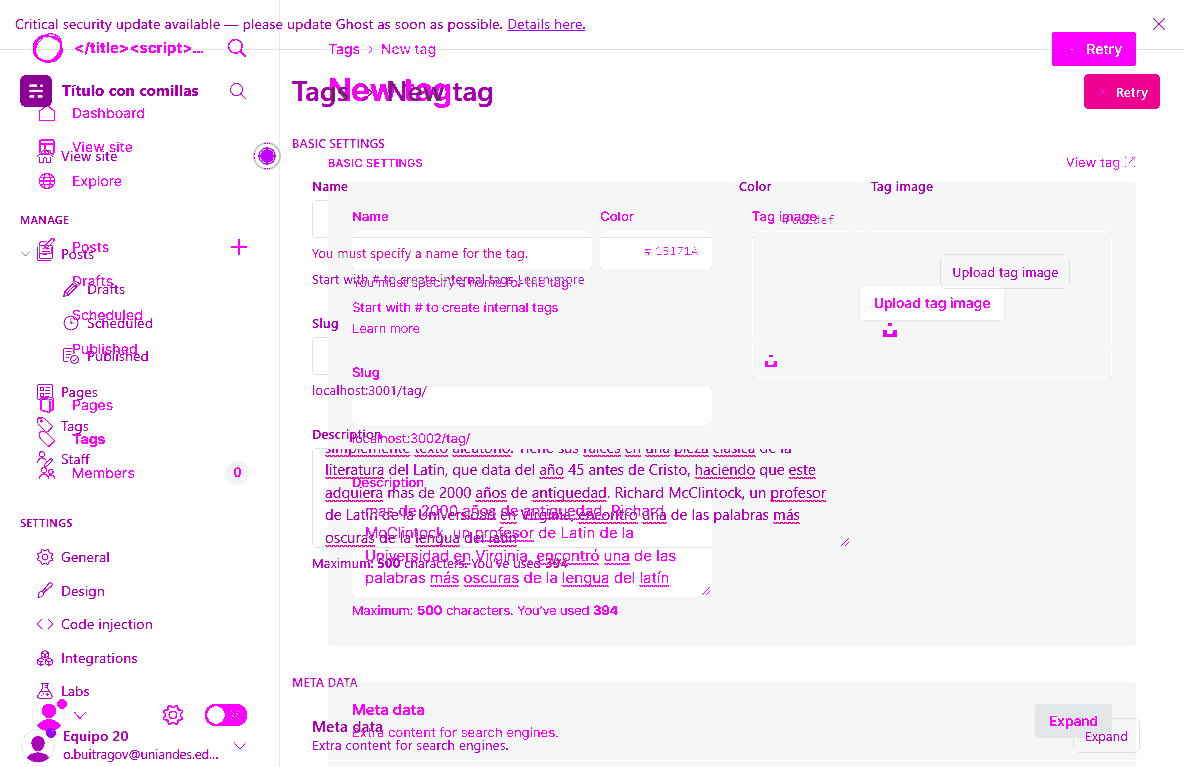 Critical security update available — please update Ghost as soon as possible. Details here.
</title><script>...
Tags › New tag
Retry
Título con comillas
Tags New tag
New tag
Retry
Dashboard
BASIC SETTINGS
View site
View site
BASIC SETTINGS
View tag
Explore
Name
Color
Tag image
MANAGE
Name
Color
Tag image
Posts
Posts
You must specify a name for the tag.
# 15171A
Upload tag image
Start with # to create internal tags Learn more
You must specify a name for the tag.
Drafts
Drafts
Start with # to create internal tags
Upload tag image
Learn more
Scheduled
Scheduled
Slug
Published
Published
Slug
Pages
localhost:3001/tag/
Pages
Tags
Description
localhost:3002/tag/
Tags
simplemente texto aleatorio. Tiene sus raices en una pieza clásica de la
Staff
literatura del Latin, que data del año 45 antes de Cristo, haciendo que este
Members
0
Description
adquiera mas de 2000 años de antiguedad. Richard McClintock, un profesor
mas de 2000 años de antiguedad. Richard
de Latin de la Universidad en Virginia, encontró una de las palabras más
SETTINGS
McClintock, un profesor de Latin de la
oscuras de la lengua del latín
Universidad en Virginia, encontró una de las
General
Maximum: 500 characters. You've used 394
palabras más oscuras de la lengua del latín
Design
Maximum: 500 characters. You've used 394
Code injection
Integrations
META DATA
Labs
Meta data
Meta data
Extra content for search engines.
Expand
Equipo 20
Extra content for search engines.
Expand
o.buitragov@uniandes.ed...